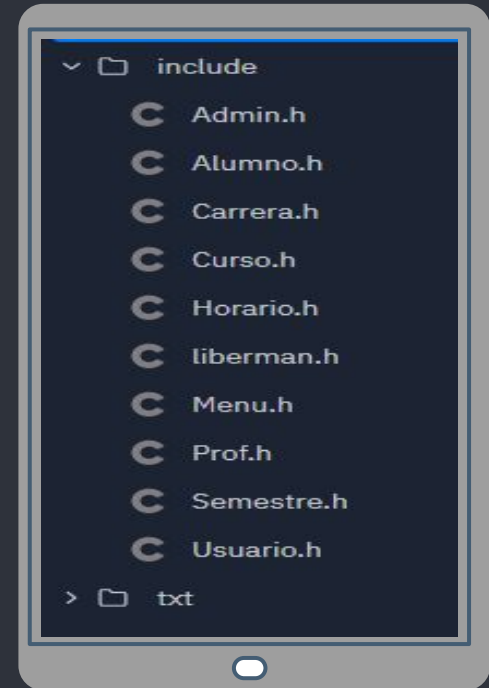 include
Admin.h
Alumno.h
Carrera.h
Curso.h
Horario.h
liberman.h
Menu.h
Prof.h
Semestre.h
Usuario.h
txt